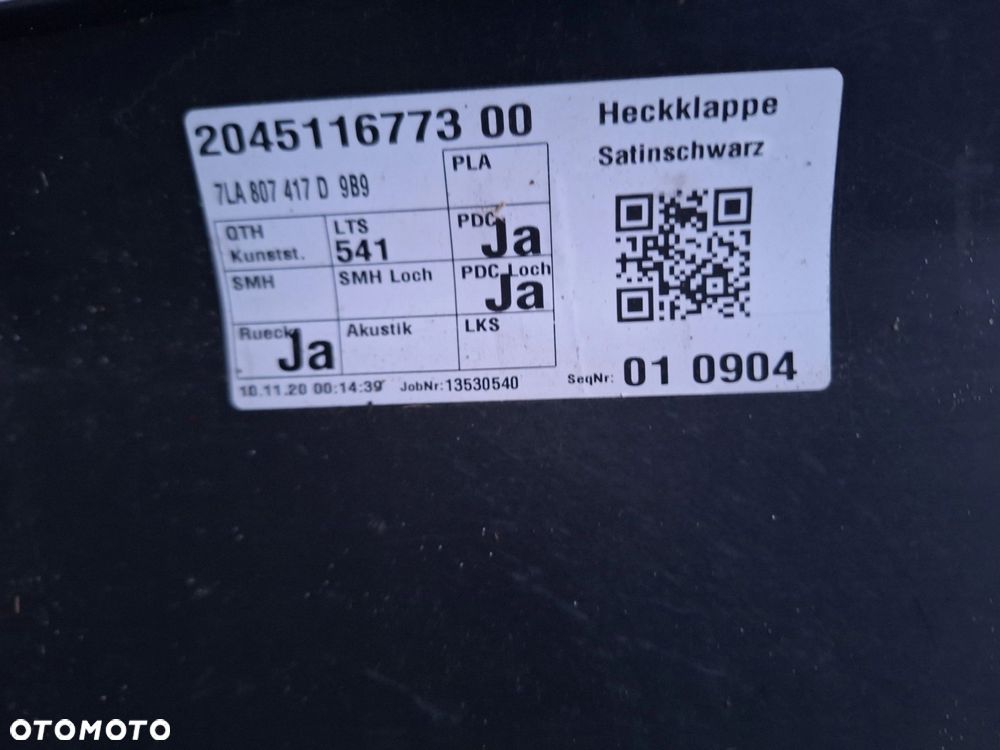 2045116773 00
Heckklappe
Satinschwarz
7LA 807 417 D 9B9
PLA
QTH
Kunstst.
LTS
541
PDC
Ja
SMH
SMH Loch
PDC Loch
Ja
Rueck
Ja
Akustik
LKS
10.11.20 00:14:39
JobNr:13530540
SeqNr: 01 0904
OTOMOTO